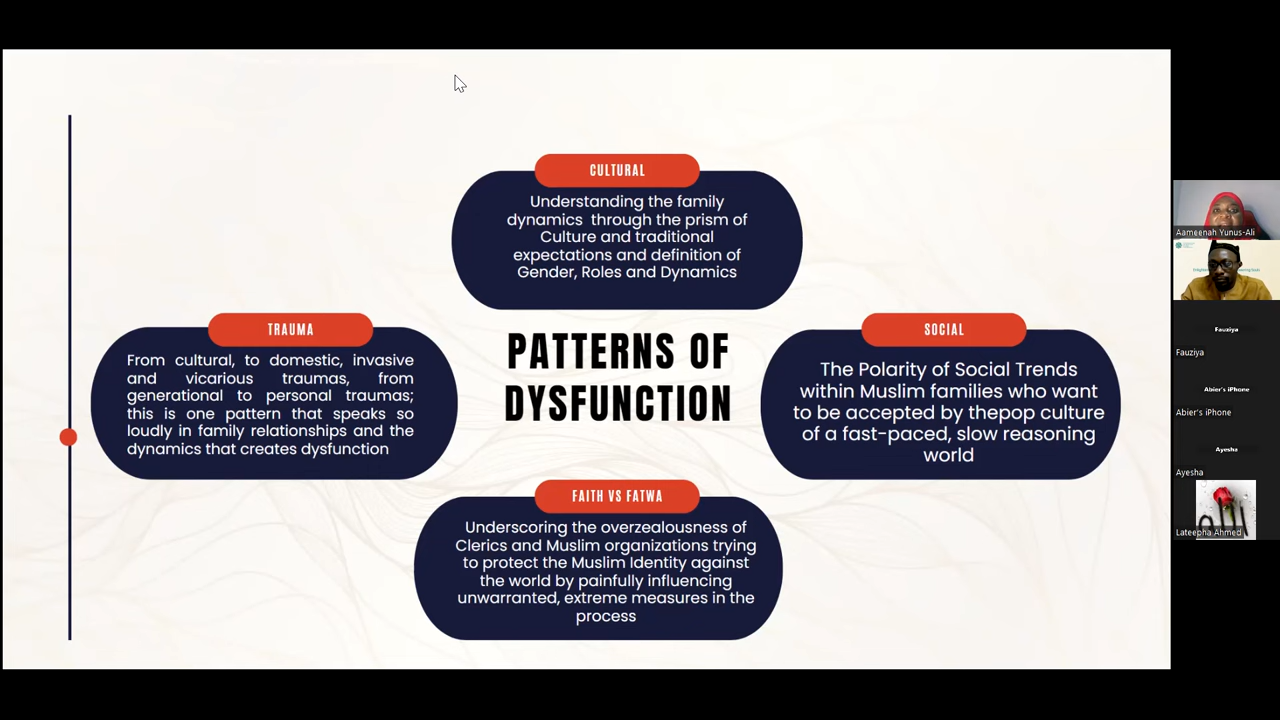 CULTURAL
Understanding the family
dynamics through the prism of
Culture and traditional
expectations and definition of
Gender, Roles and Dynamics
TRAUMA
From cultural, to domestic, invasive
and vicarious traumas, from
generational to personal traumas;
this is one pattern that speaks so
loudly in family relationships and the
dynamics that creates dysfunction
PATTERNS OF
DYSFUNCTION
SOCIAL
The Polarity of Social Trends
within Muslim families who want
to be accepted by thepop culture
of a fast-paced, slow reasoning
world
FAITH VS FATWA
Underscoring the overzealousness of
Clerics and Muslim organizations trying
to protect the Muslim Identity against
the world by painfully influencing
unwarranted, extreme measures in the
process
Aameenah Yunus-Ali
Fauziya
Fauziya
Abier's iPhone
Abier's iPhone
Ayesha
Ayesha
Lateepha Ahmed